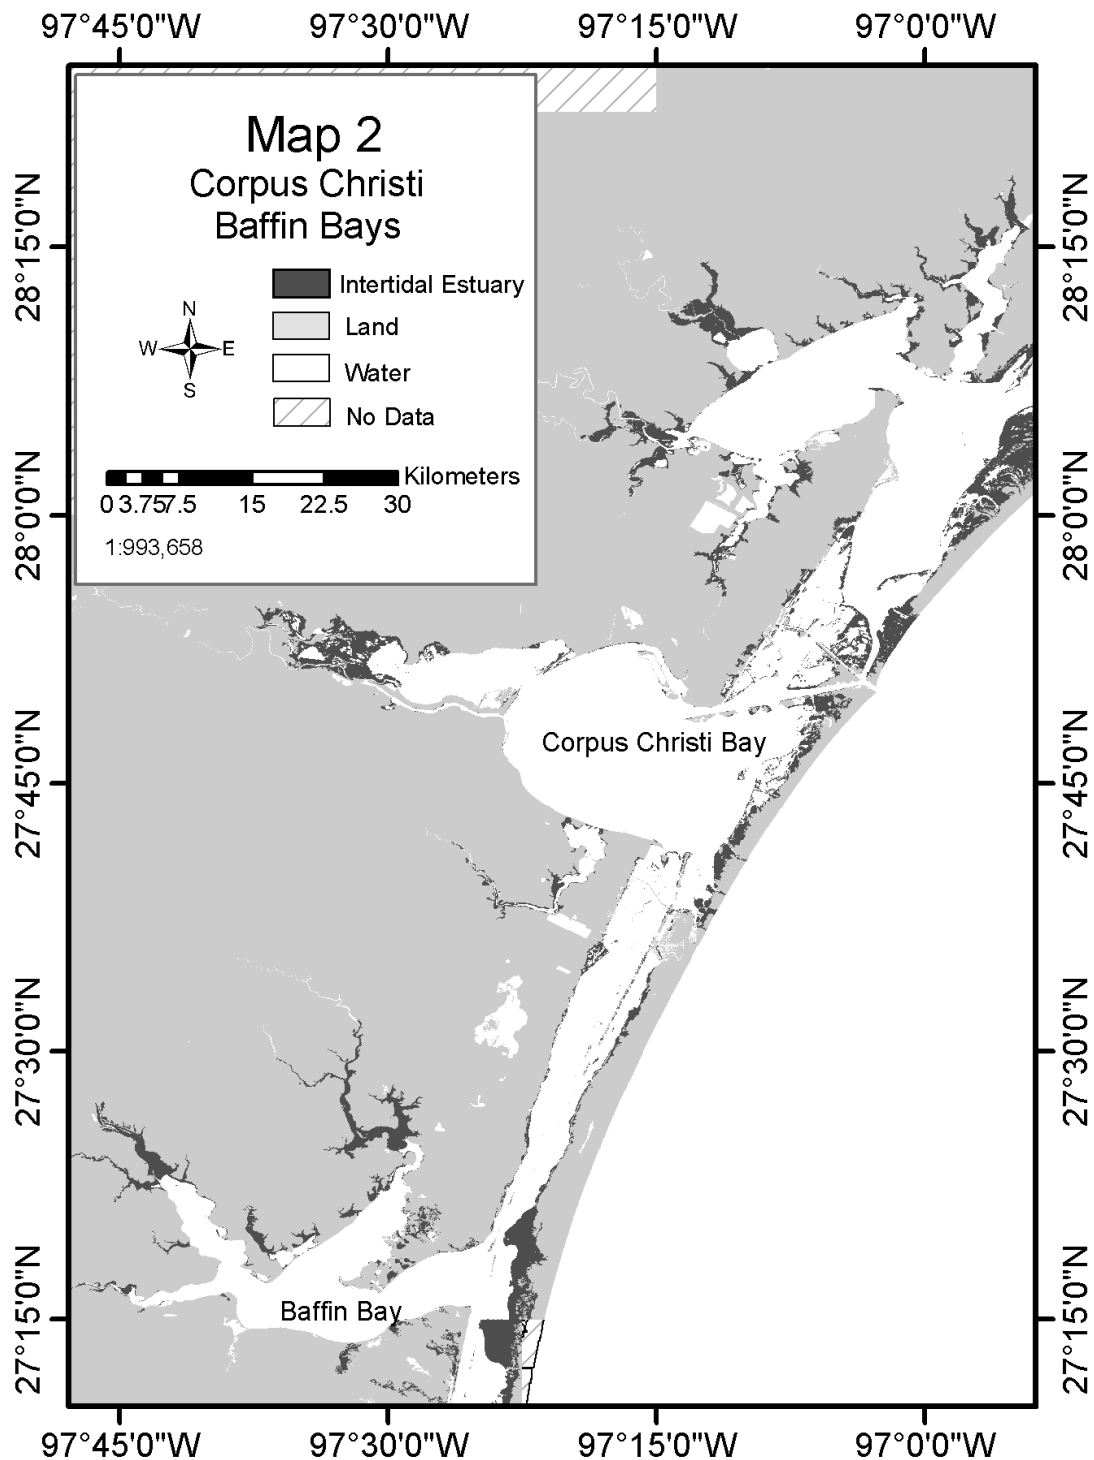 97°45'0"W 97°30'0"W 97°15'0"W 97°0'0"W
Map 2
Corpus Christi
Baffin Bays
Intertidal Estuary
Land
Water
No Data
N
W E
S
Kilometers
0 3.75 7.5 15 22.5 30
1:993,658
28°15'0"N
28°0'0"N
27°45'0"N
27°30'0"N
27°15'0"N
Corpus Christi Bay
Baffin Bay
28°15'0"N
28°0'0"N
27°45'0"N
27°30'0"N
27°15'0"N
97°45'0"W 97°30'0"W 97°15'0"W 97°0'0"W